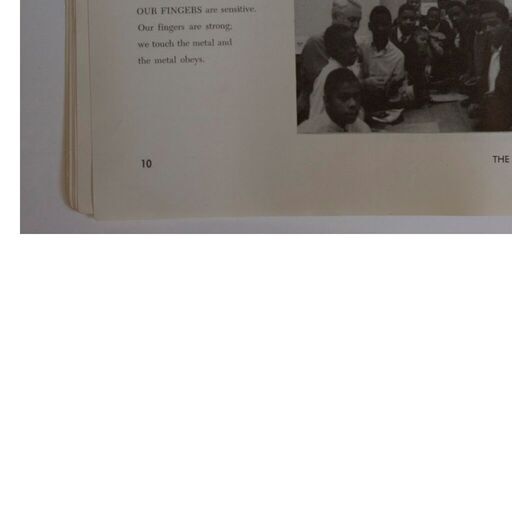 OUR FINGERS are sensitive.
Our fingers are strong;
we touch the metal and
the metal obeys.
10
THE